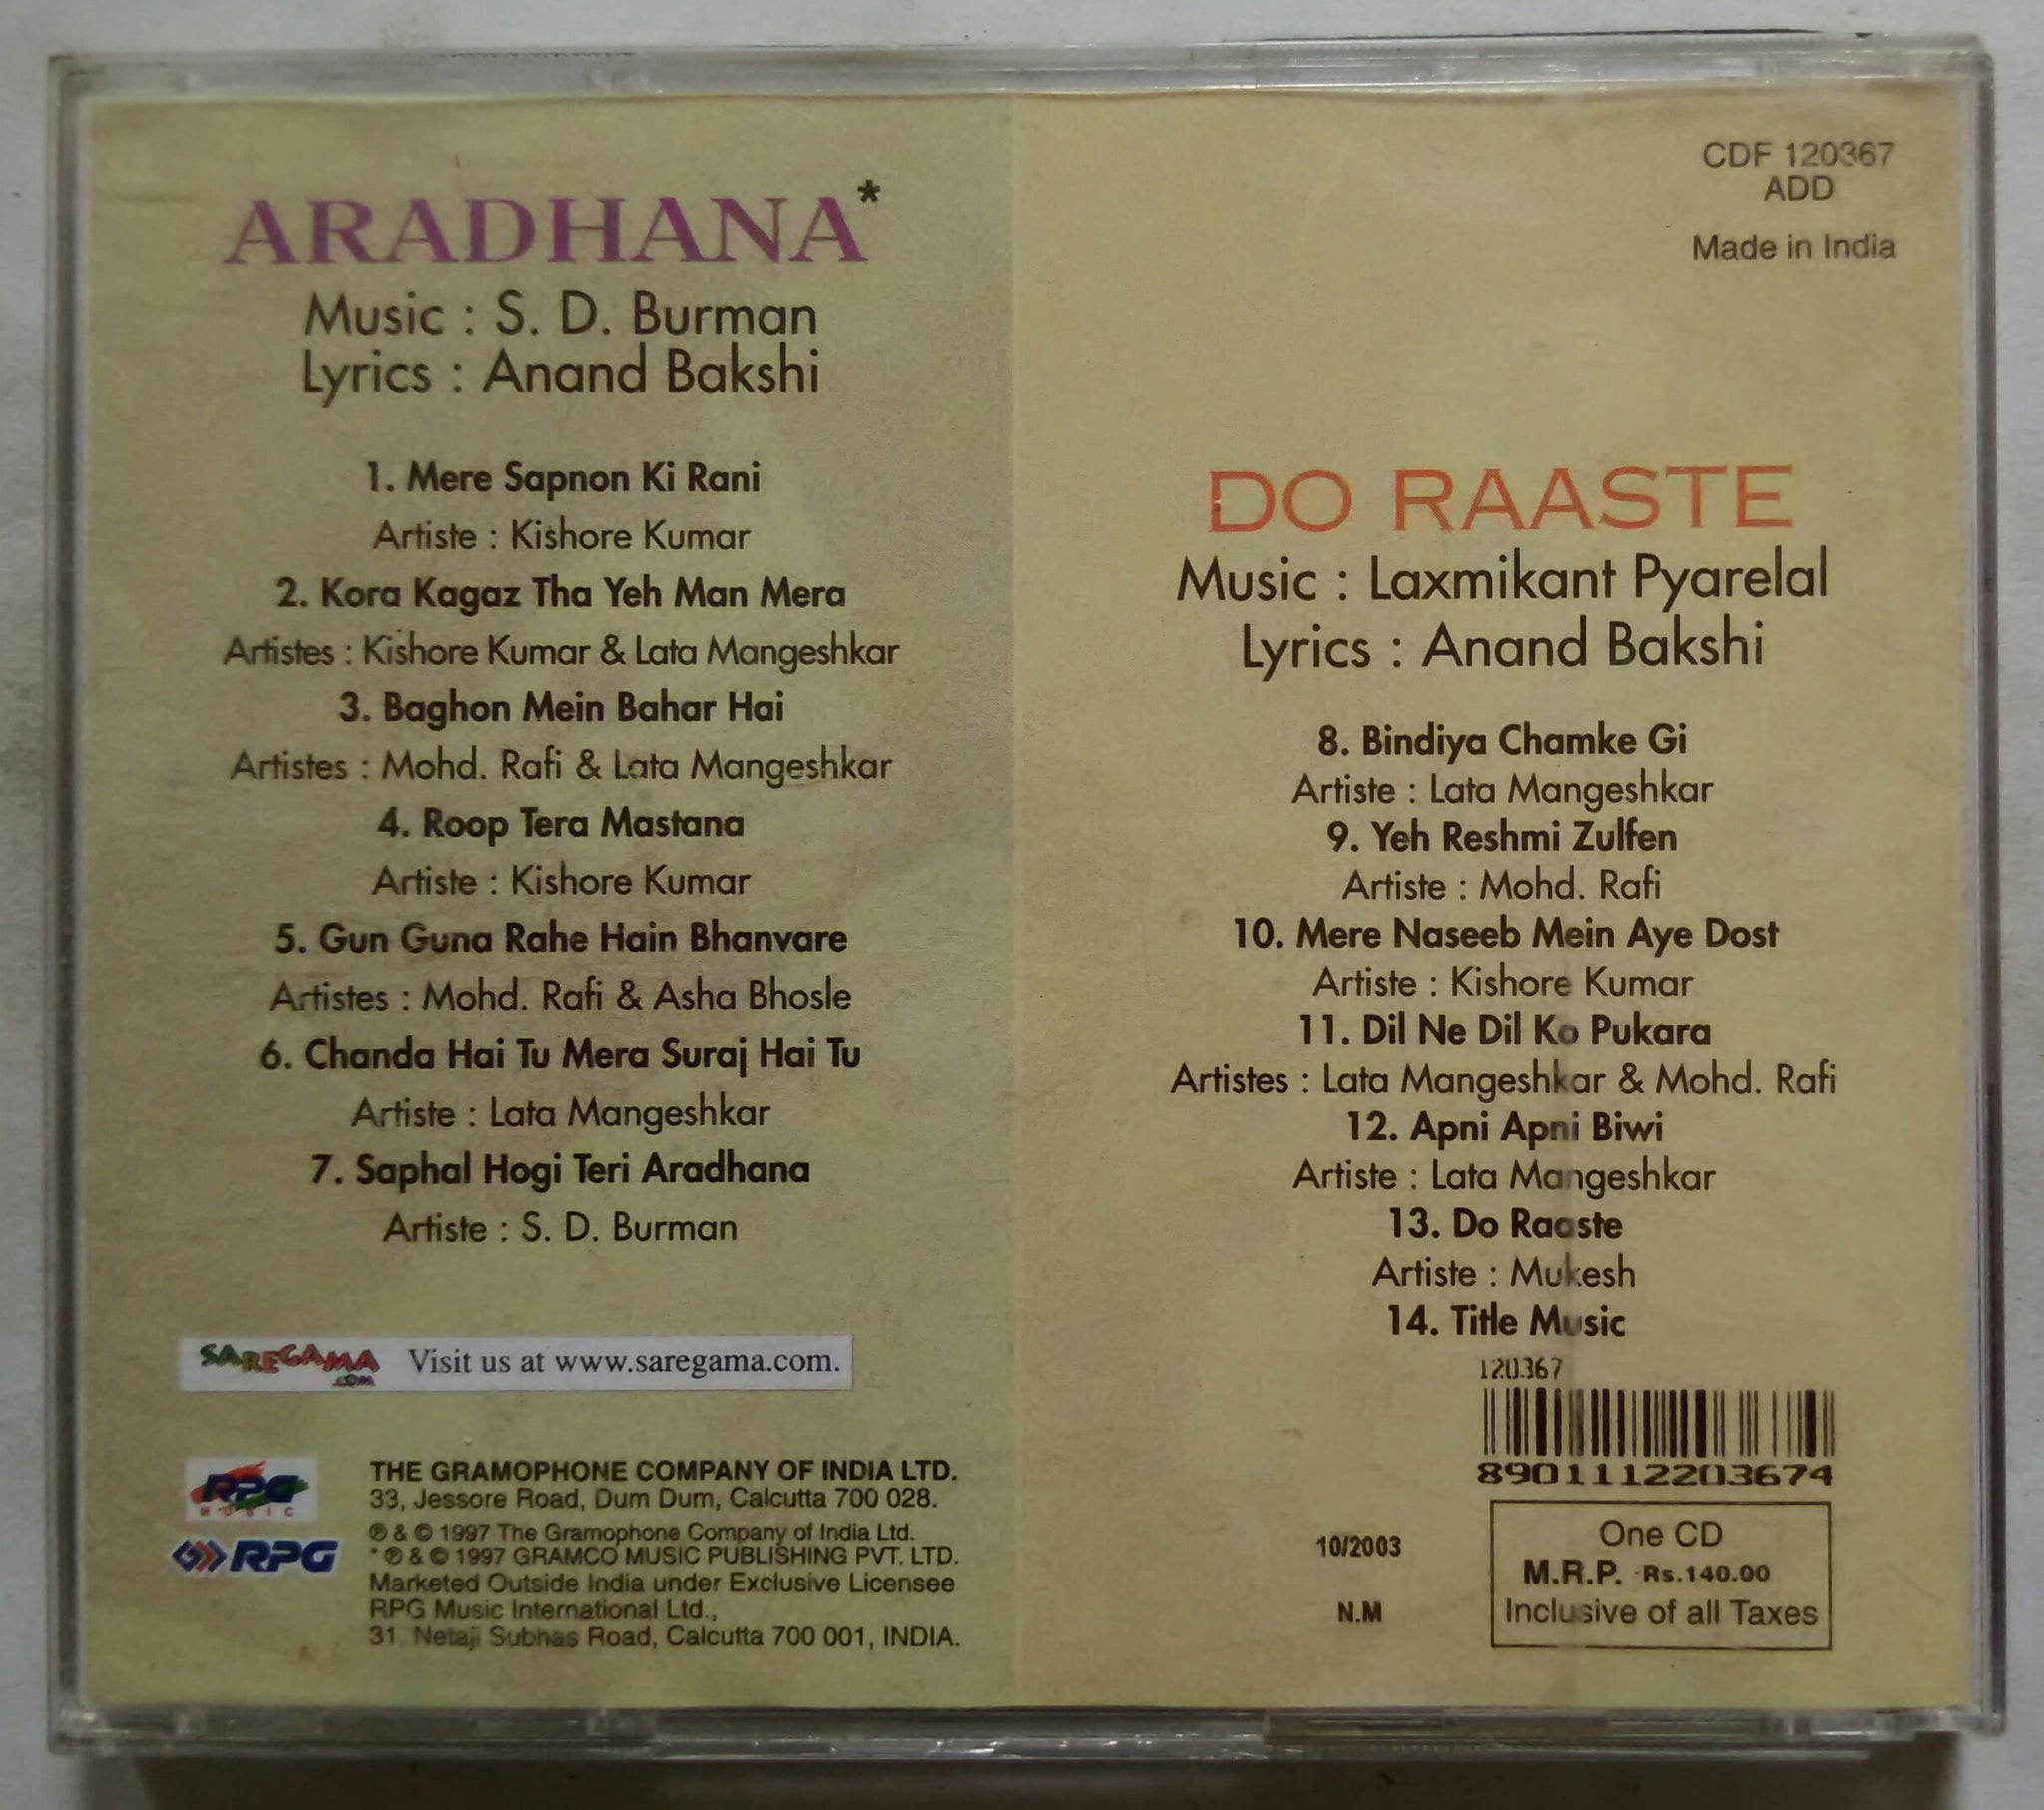 ARADHANA*
Music : S. D. Burman
Lyrics : Anand Bakshi
1. Mere Sapnon Ki Rani
Artiste : Kishore Kumar
2. Kora Kagaz Tha Yeh Man Mera
Artistes : Kishore Kumar & Lata Mangeshkar
3. Baghon Mein Bahar Hai
Artistes : Mohd. Rafi & Lata Mangeshkar
4. Roop Tera Mastana
Artiste : Kishore Kumar
5. Gun Guna Rahe Hain Bhanvare
Artistes : Mohd. Rafi & Asha Bhosle
6. Chanda Hai Tu Mera Suraj Hai Tu
Artiste : Lata Mangeshkar
7. Saphal Hogi Teri Aradhana
Artiste : S. D. Burman
SAREGAMA.COM Visit us at www.saregama.com.
RPG
MUSIC
RPG
THE GRAMOPHONE COMPANY OF INDIA LTD.
33, Jessore Road, Dum Dum, Calcutta 700 028.
℗ & © 1997 The Gramophone Company of India Ltd.
*℗ & © 1997 GRAMCO MUSIC PUBLISHING PVT. LTD.
Marketed Outside India under Exclusive Licensee
RPG Music International Ltd.,
31, Netaji Subhas Road, Calcutta 700 001, INDIA.
CDF 120367
ADD
Made in India
DO RAASTE
Music : Laxmikant Pyarelal
Lyrics : Anand Bakshi
8. Bindiya Chamke Gi
Artiste : Lata Mangeshkar
9. Yeh Reshmi Zulfen
Artiste : Mohd. Rafi
10. Mere Naseeb Mein Aye Dost
Artiste : Kishore Kumar
11. Dil Ne Dil Ko Pukara
Artistes : Lata Mangeshkar & Mohd. Rafi
12. Apni Apni Biwi
Artiste : Lata Mangeshkar
13. Do Raaste
Artiste : Mukesh
14. Title Music
120367
8901112203674
10/2003
N.M
One CD
M.R.P. Rs.140.00
Inclusive of all Taxes